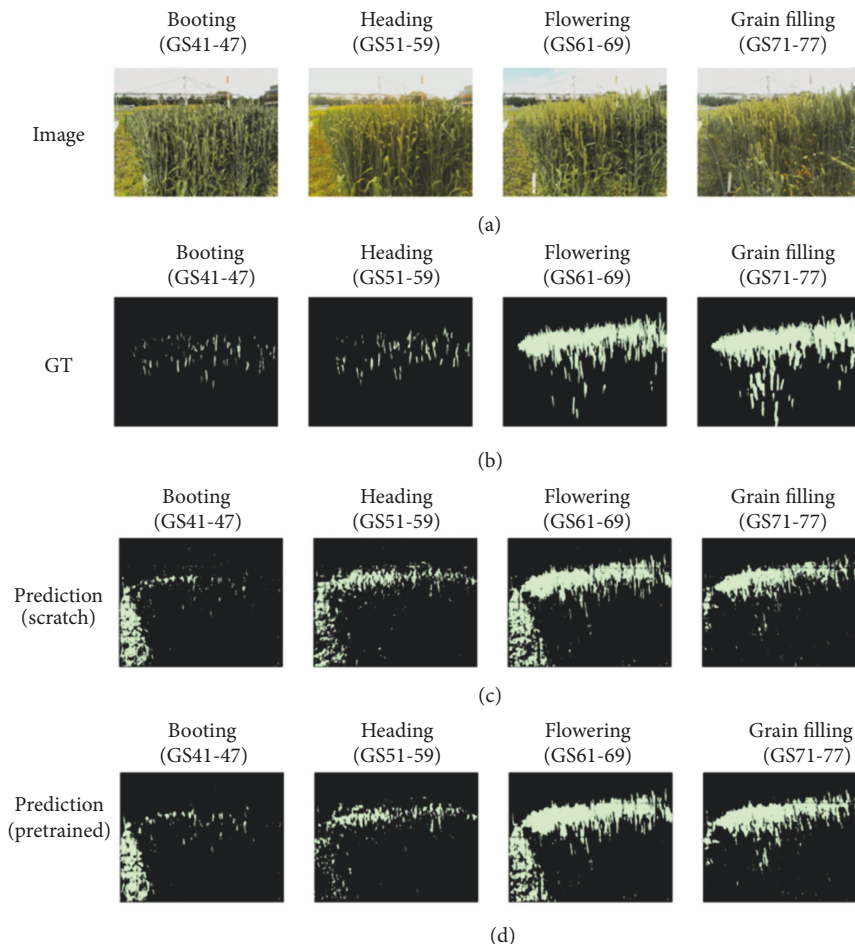 Booting Heading Flowering Grain filling
(GS41-47) (GS51-59) (GS61-69) (GS71-77)
Image
(a)
Booting Heading Flowering Grain filling
(GS41-47) (GS51-59) (GS61-69) (GS71-77)
GT
(b)
Booting Heading Flowering Grain filling
(GS41-47) (GS51-59) (GS61-69) (GS71-77)
Prediction
(scratch)
(c)
Booting Heading Flowering Grain filling
(GS41-47) (GS51-59) (GS61-69) (GS71-77)
Prediction
(pretrained)
(d)